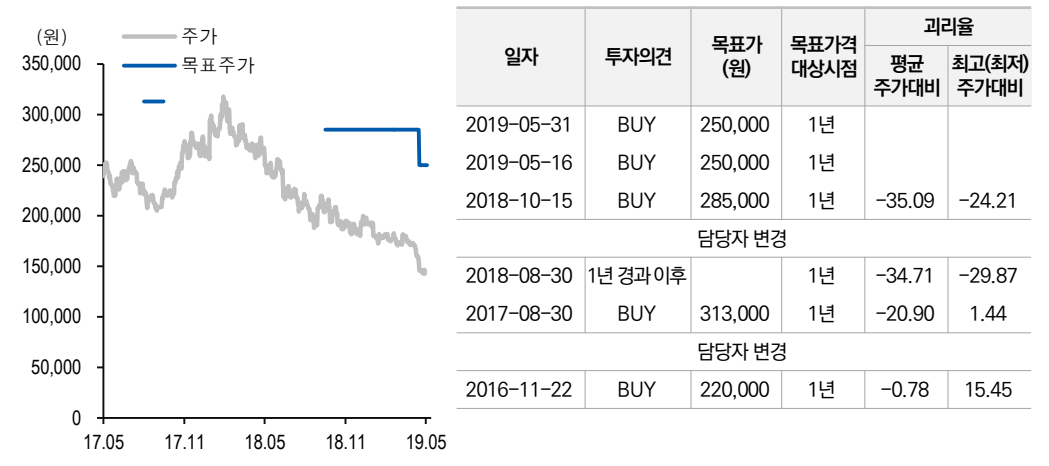 (원)
주가
목표주가
350,000
300,000
250,000
200,000
150,000
100,000
50,000
0
17.05 17.11 18.05 18.11 19.05
일자 투자의견 목표가 (원) 목표가격 대상시점 괴리율
평균 주가대비 최고(최저) 주가대비
2019-05-31 BUY 250,000 1년
2019-05-16 BUY 250,000 1년
2018-10-15 BUY 285,000 1년 -35.09 -24.21
담당자 변경
2018-08-30 1년 경과 이후 1년 -34.71 -29.87
2017-08-30 BUY 313,000 1년 -20.90 1.44
담당자 변경
2016-11-22 BUY 220,000 1년 -0.78 15.45